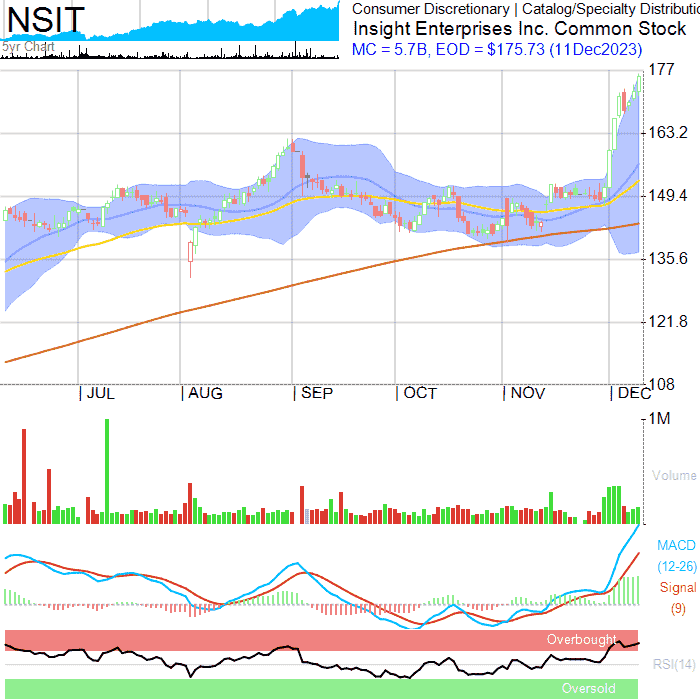 NSIT
5yr Chart
Consumer Discretionary | Catalog/Specialty Distributio
Insight Enterprises Inc. Common Stock
MC = 5.7B, EOD = $175.73 (11Dec2023)
177
163.2
149.4
135.6
121.8
108
| JUL | AUG | SEP | OCT | NOV | DEC
1M
Volume
MACD
(12-26)
Signal
(9)
Overbought
RSI(14)
Oversold